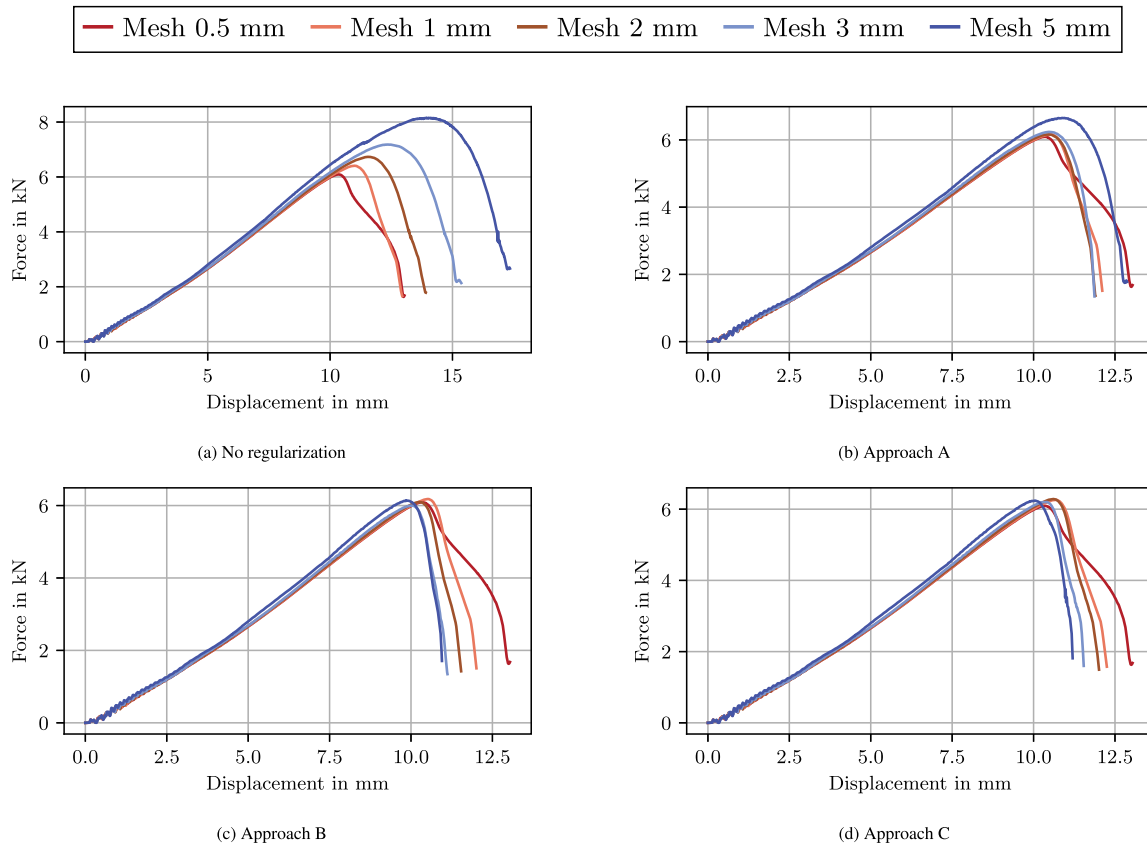 Mesh 0.5 mm Mesh 1 mm Mesh 2 mm Mesh 3 mm Mesh 5 mm
Force in kN
8
6
4
2
0
0 5 10 15
Displacement in mm
(a) No regularization
Force in kN
6
4
2
0
0.0 2.5 5.0 7.5 10.0 12.5
Displacement in mm
(b) Approach A
Force in kN
6
4
2
0
0.0 2.5 5.0 7.5 10.0 12.5
Displacement in mm
(c) Approach B
Force in kN
6
4
2
0
0.0 2.5 5.0 7.5 10.0 12.5
Displacement in mm
(d) Approach C